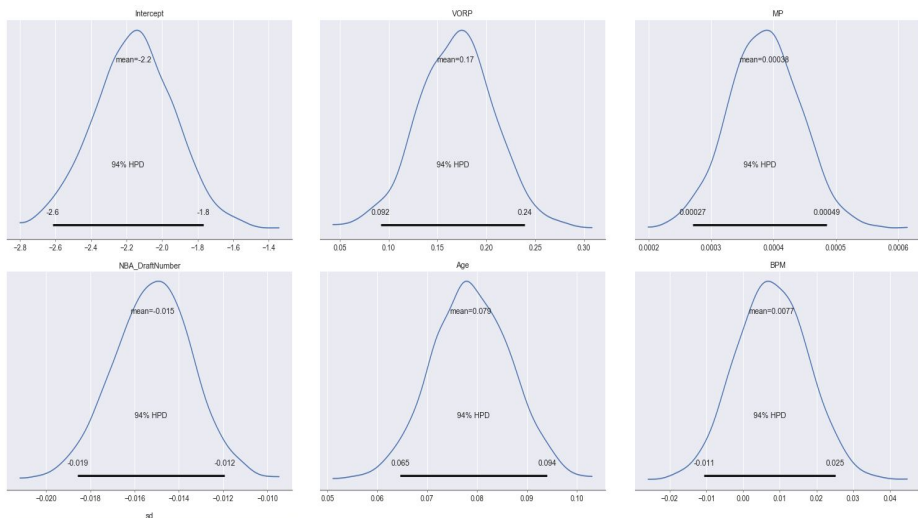 Intercept
mean=-2.2
94% HPD
-2.6 -1.8
−2.8 −2.6 −2.4 −2.2 −2.0 −1.8 −1.6 −1.4
VORP
mean=0.17
94% HPD
0.092 0.24
0.05 0.10 0.15 0.20 0.25 0.30
MP
mean=0.00038
94% HPD
0.00027 0.00049
0.0002 0.0003 0.0004 0.0005 0.0006
NBA_DraftNumber
mean=-0.015
94% HPD
-0.019 -0.012
−0.020 −0.018 −0.016 −0.014 −0.012 −0.010
sd
Age
mean=0.079
94% HPD
0.065 0.094
0.05 0.06 0.07 0.08 0.09 0.10
BPM
mean=0.0077
94% HPD
-0.011 0.025
−0.02 −0.01 0.00 0.01 0.02 0.03 0.04